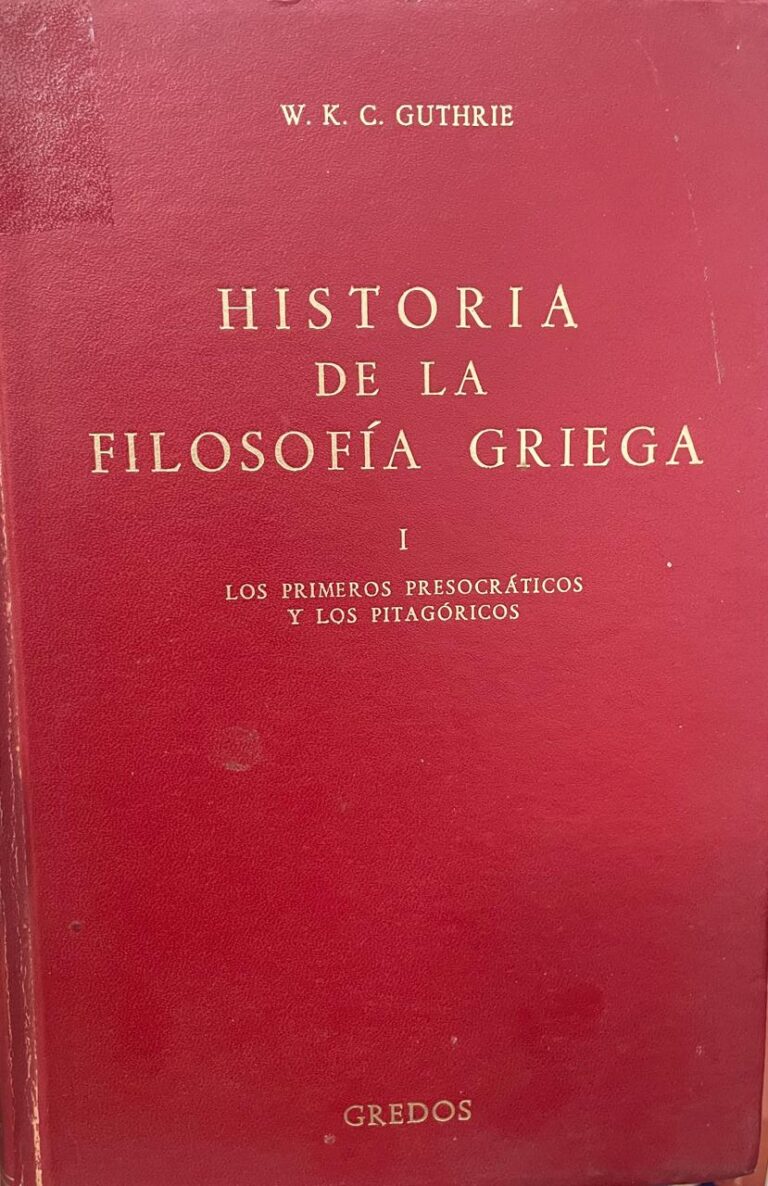 W. K. C. GUTHRIE
HISTORIA
DE LA
FILOSOFÍA GRIEGA
I
LOS PRIMEROS PRESOCRÁTICOS
Y LOS PITAGÓRICOS
GREDOS